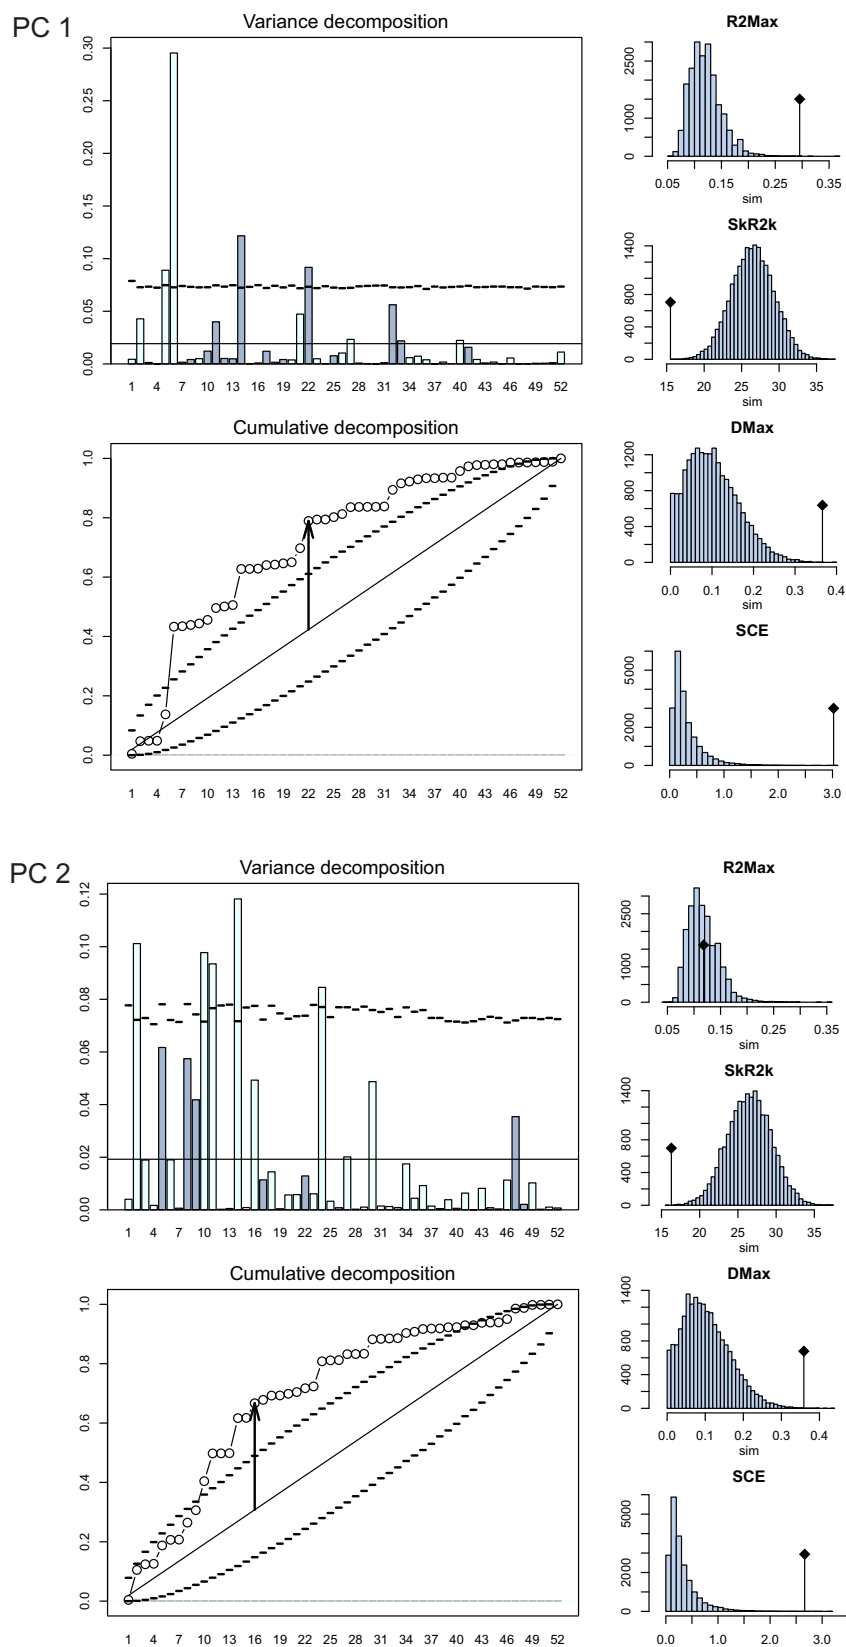 PC 1
Variance decomposition
0.30
0.25
0.20
0.15
0.10
0.05
0.00
1 4 7 10 13 16 19 22 25 28 31 34 37 40 43 46 49 52
R2Max
2500
1000
0
0.05 0.15 0.25 0.35
sim
SkR2k
1400
800
400
0
15 20 25 30 35
sim
Cumulative decomposition
1.0
0.8
0.6
0.4
0.2
0.0
1 4 7 10 13 16 19 22 25 28 31 34 37 40 43 46 49 52
DMax
1200
800
400
0
0.0 0.1 0.2 0.3 0.4
sim
SCE
5000
2000
0
0.0 1.0 2.0 3.0
PC 2
Variance decomposition
0.12
0.10
0.08
0.06
0.04
0.02
0.00
1 4 7 10 13 16 19 22 25 28 31 34 37 40 43 46 49 52
R2Max
2500
1000
0
0.05 0.15 0.25 0.35
sim
SkR2k
1400
800
400
0
15 20 25 30 35
sim
Cumulative decomposition
1.0
0.8
0.6
0.4
0.2
0.0
1 4 7 10 13 16 19 22 25 28 31 34 37 40 43 46 49 52
DMax
1400
800
400
0
0.0 0.1 0.2 0.3 0.4
sim
SCE
5000
2000
0
0.0 1.0 2.0 3.0